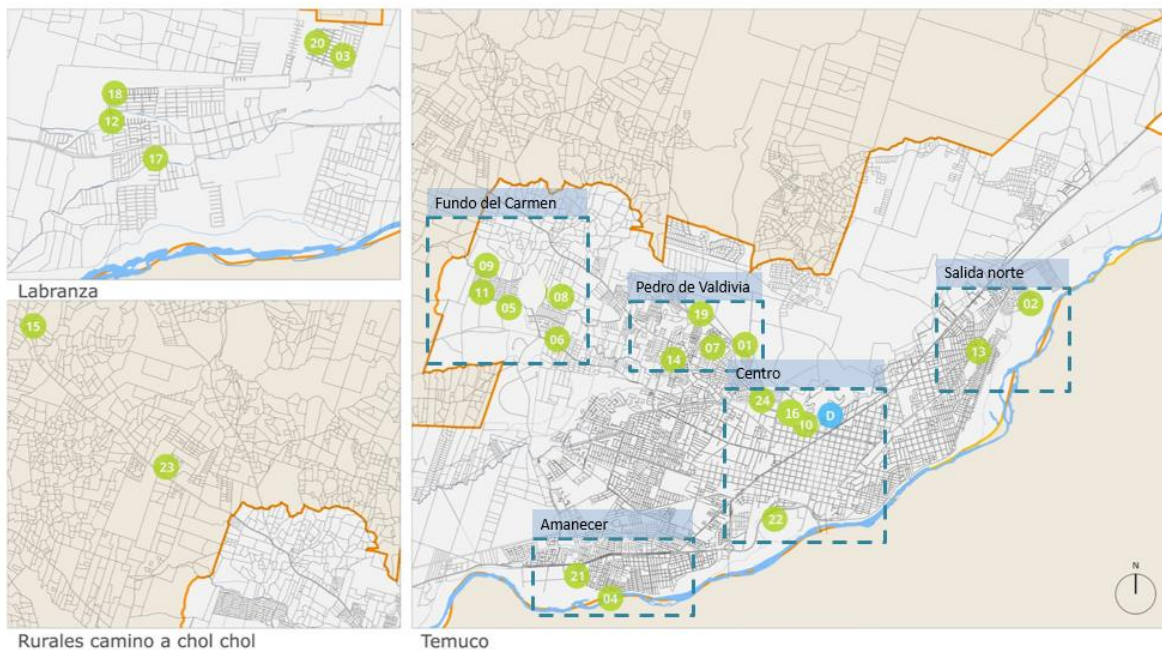 20
03
18
12
17
Labranza
15
23
Rurales camino a chol chol
Fundo del Carmen
09
11
05
08
06
Pedro de Valdivia
19
07
01
14
Salida norte
02
13
Centro
24
16
10
D
22
Amanecer
21
04
N
Temuco